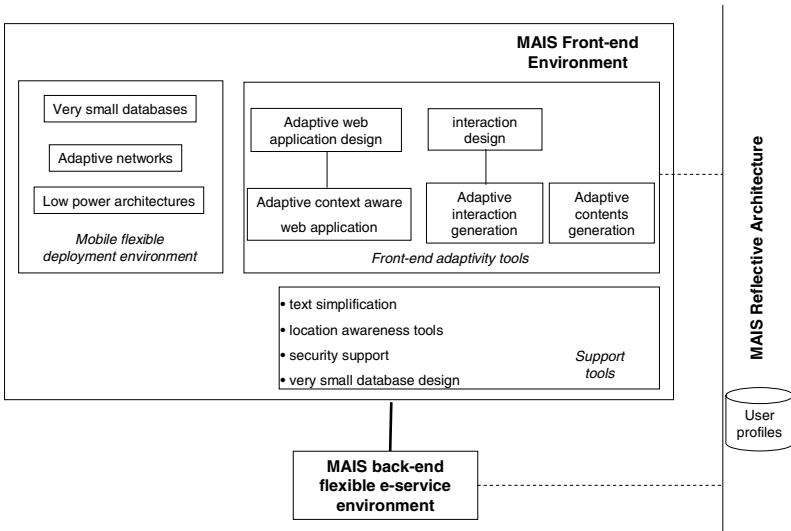 MAIS Front-end
Environment
Very small databases
Adaptive networks
Low power architectures
Mobile flexible
deployment environment
Adaptive web
application design
interaction
design
Adaptive context aware
web application
Adaptive
interaction
generation
Adaptive
contents
generation
Front-end adaptivity tools
• text simplification
• location awareness tools
• security support
• very small database design
Support
tools
MAIS back-end
flexible e-service
environment
MAIS Reflective Architecture
User
profiles